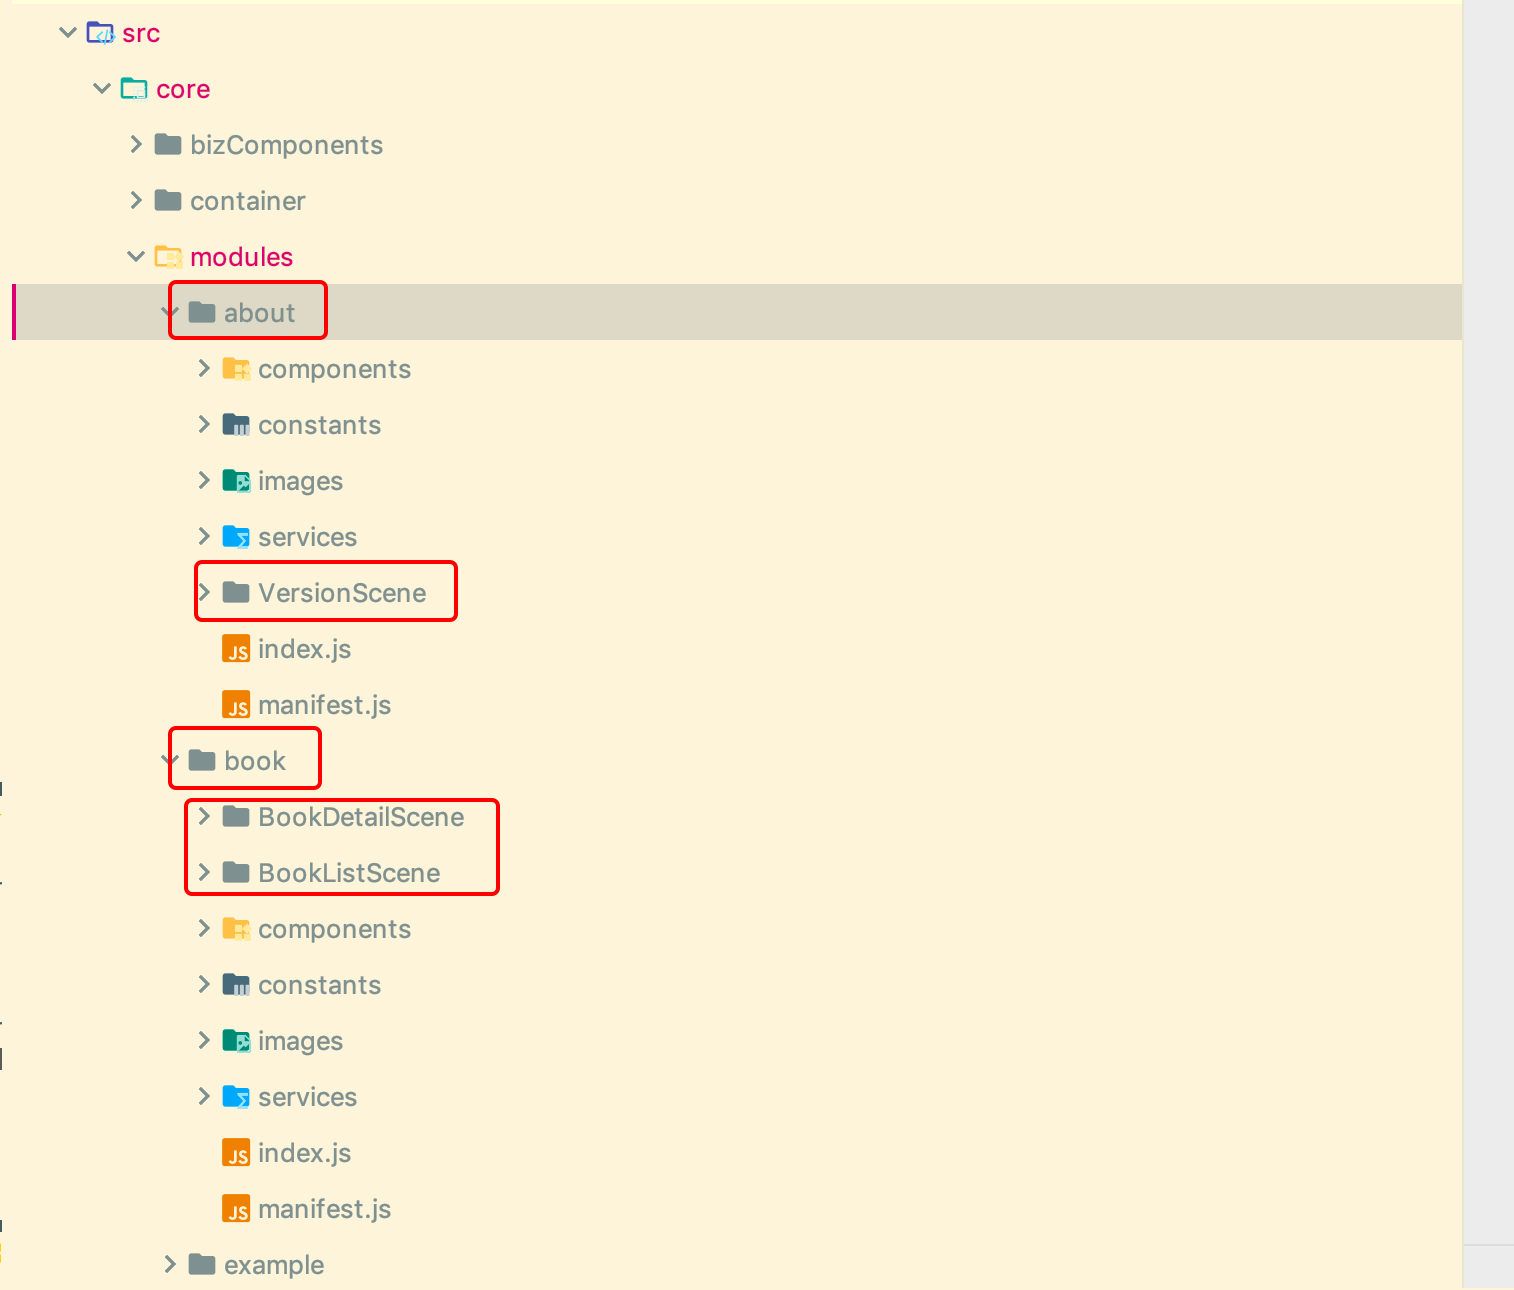 src
core
bizComponents
container
modules
about
components
constants
images
services
VersionScene
JS index.js
JS manifest.js
book
BookDetailScene
BookListScene
components
constants
images
services
JS index.js
JS manifest.js
example